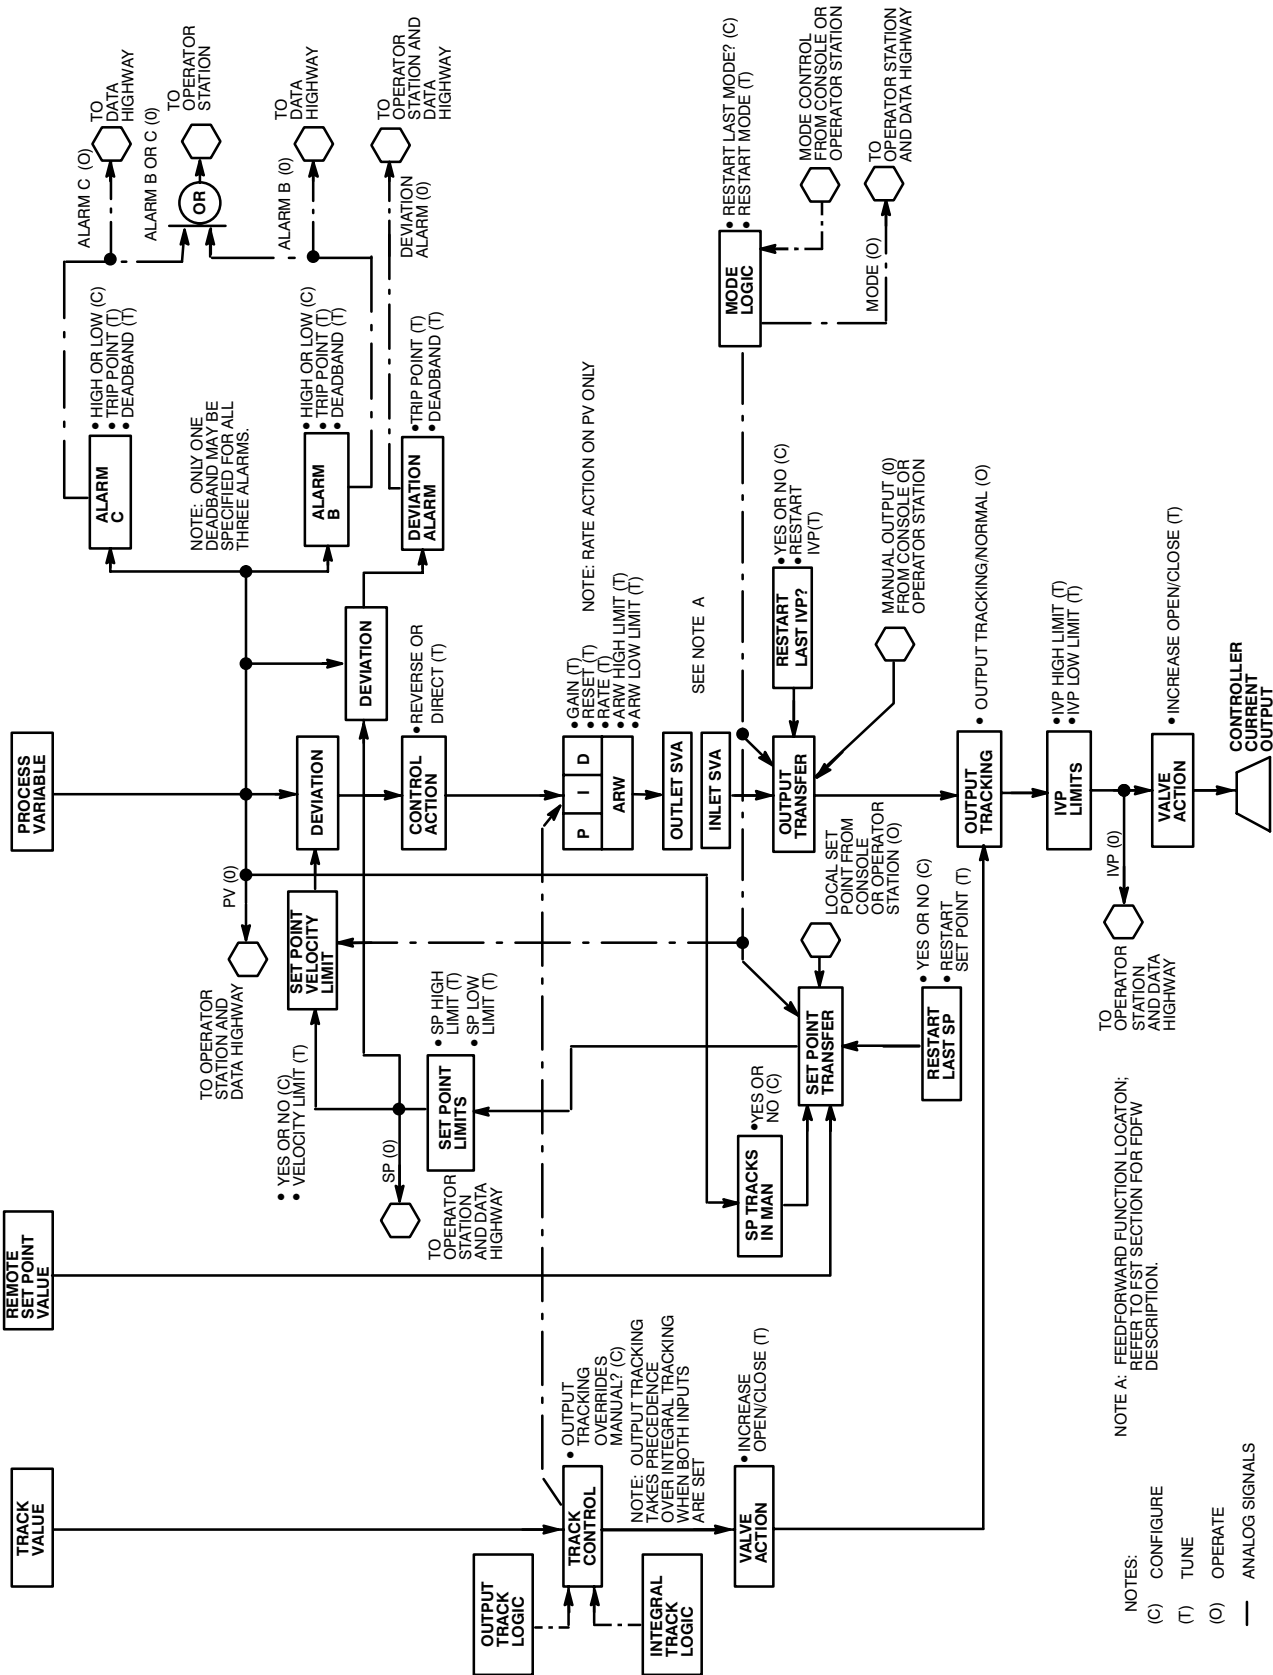 TRACK
VALUE
REMOTE
SET POINT
VALUE
PROCESS
VARIABLE
ALARM C (O)
TO
DATA
HIGHWAY
ALARM B OR C (0)
TO
OPERATOR
STATION
OR
ALARM B (0)
TO
DATA
HIGHWAY
DEVIATION
ALARM (0)
TO
OPERATOR
STATION AND
DATA
HIGHWAY
ALARM
C
• HIGH OR LOW (C)
• TRIP POINT (T)
• DEADBAND (T)
NOTE: ONLY ONE
DEADBAND MAY BE
SPECIFIED FOR ALL
THREE ALARMS.
ALARM
B
• HIGH OR LOW (C)
• TRIP POINT (T)
• DEADBAND (T)
DEVIATION
ALARM
• TRIP POINT (T)
• DEADBAND (T)
PV (0)
TO OPERATOR
STATION AND
DATA HIGHWAY
• YES OR NO (C)
• VELOCITY LIMIT (T)
SET POINT
VELOCITY
LIMIT
DEVIATION
DEVIATION
SP (0)
TO
OPERATOR
STATION
AND DATA
HIGHWAY
SET POINT
LIMITS
• SP HIGH
LIMIT (T)
• SP LOW
LIMIT (T)
CONTROL
ACTION
• REVERSE OR
DIRECT (T)
OUTPUT
TRACK
LOGIC
TRACK
CONTROL
• OUTPUT
TRACKING
OVERRIDES
MANUAL? (C)
NOTE: OUTPUT TRACKING
TAKES PRECEDENCE
OVER INTEGRAL TRACKING
WHEN BOTH INPUTS
ARE SET
INTEGRAL
TRACK
LOGIC
P
I
D
ARW
• GAIN (T)
• RESET (T)
• RATE (T)
• ARW HIGH LIMIT (T)
• ARW LOW LIMIT (T)
NOTE: RATE ACTION ON PV ONLY
OUTLET SVA
INLET SVA
SEE NOTE A
MODE
LOGIC
• RESTART LAST MODE? (C)
• RESTART MODE (T)
MODE CONTROL
FROM CONSOLE OR
OPERATOR STATION
MODE (O)
TO
OPERATOR STATION
AND DATA HIGHWAY
VALVE
ACTION
• INCREASE
OPEN/CLOSE (T)
SP TRACKS
IN MAN
• YES OR
NO (C)
SET POINT
TRANSFER
LOCAL SET
POINT FROM
CONSOLE
OR OPERATOR
STATION (O)
OUTPUT
TRANSFER
RESTART
LAST IVP?
• YES OR NO (C)
• RESTART
IVP(T)
MANUAL OUTPUT (0)
FROM CONSOLE OR
OPERATOR STATION
RESTART
LAST SP
• YES OR NO (C)
• RESTART
SET POINT (T)
OUTPUT
TRACKING
• OUTPUT TRACKING/NORMAL (O)
IVP
LIMITS
• IVP HIGH LIMIT (T)
• IVP LOW LIMIT (T)
IVP (0)
TO
OPERATOR
STATION
AND DATA
HIGHWAY
VALVE
ACTION
• INCREASE OPEN/CLOSE (T)
CONTROLLER
CURRENT
OUTPUT
NOTE A: FEEDFORWARD FUNCTION LOCATON;
REFER TO FST SECTION FOR FDFW
DESCRIPTION.
NOTES:
(C) CONFIGURE
(T) TUNE
(O) OPERATE
ANALOG SIGNALS